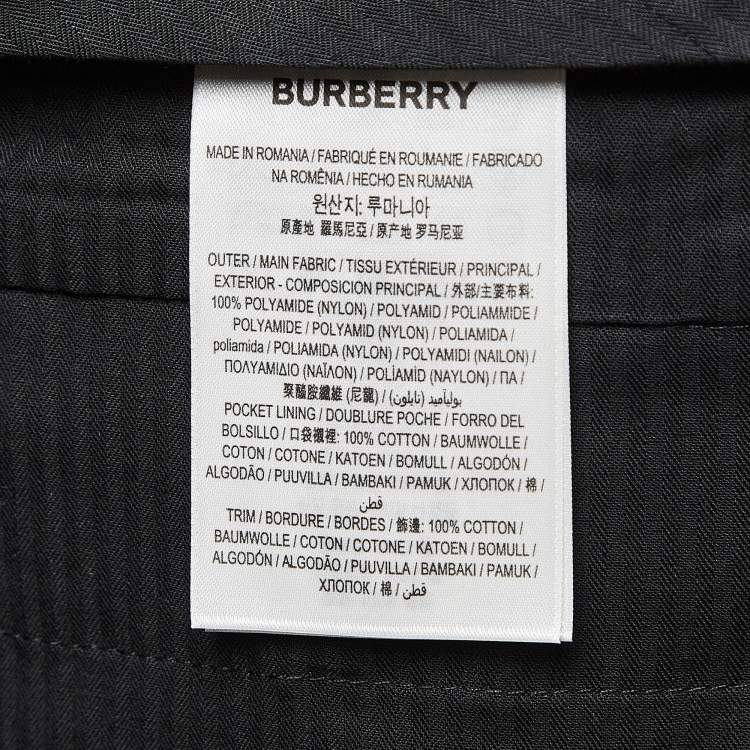 BURBERRY
MADE IN ROMANIA / FABRIQUÉ EN ROUMANIE / FABRICADO
NA ROMÊNIA / HECHO EN RUMANIA
원산지: 루마니아
原產地 羅馬尼亞 / 原产地 罗马尼亚
OUTER / MAIN FABRIC / TISSU EXTÉRIEUR / PRINCIPAL /
EXTERIOR - COMPOSICION PRINCIPAL / 外部/主要布料:
100% POLYAMIDE (NYLON) / POLYAMID / POLIAMMIDE /
POLYAMIDE / POLYAMID (NYLON) / POLIAMIDA /
poliamida / POLIAMIDA (NYLON) / POLYAMIDI (NAILON) /
ΠΟΛΥΑΜΙΔΙΟ (ΝΑΪΛΟΝ) / POLÍAMÍD (NAYLON) / ПА /
聚醯胺纖維 (尼龍) / بولياميد (نايلون)
POCKET LINING / DOUBLURE POCHE / FORRO DEL
BOLSILLO / 口袋襯裡: 100% COTTON / BAUMWOLLE /
COTON / COTONE / KATOEN / BOMULL / ALGODÓN /
ALGODÃO / PUUVILLA / BAMBAKI / PAMUK / ХЛОПОК / 棉 /
قطن
TRIM / BORDURE / BORDES / 飾邊: 100% COTTON /
BAUMWOLLE / COTON / COTONE / KATOEN / BOMULL /
ALGODÓN / ALGODÃO / PUUVILLA / BAMBAKI / PAMUK /
ХЛОПОК / 棉 / قطن